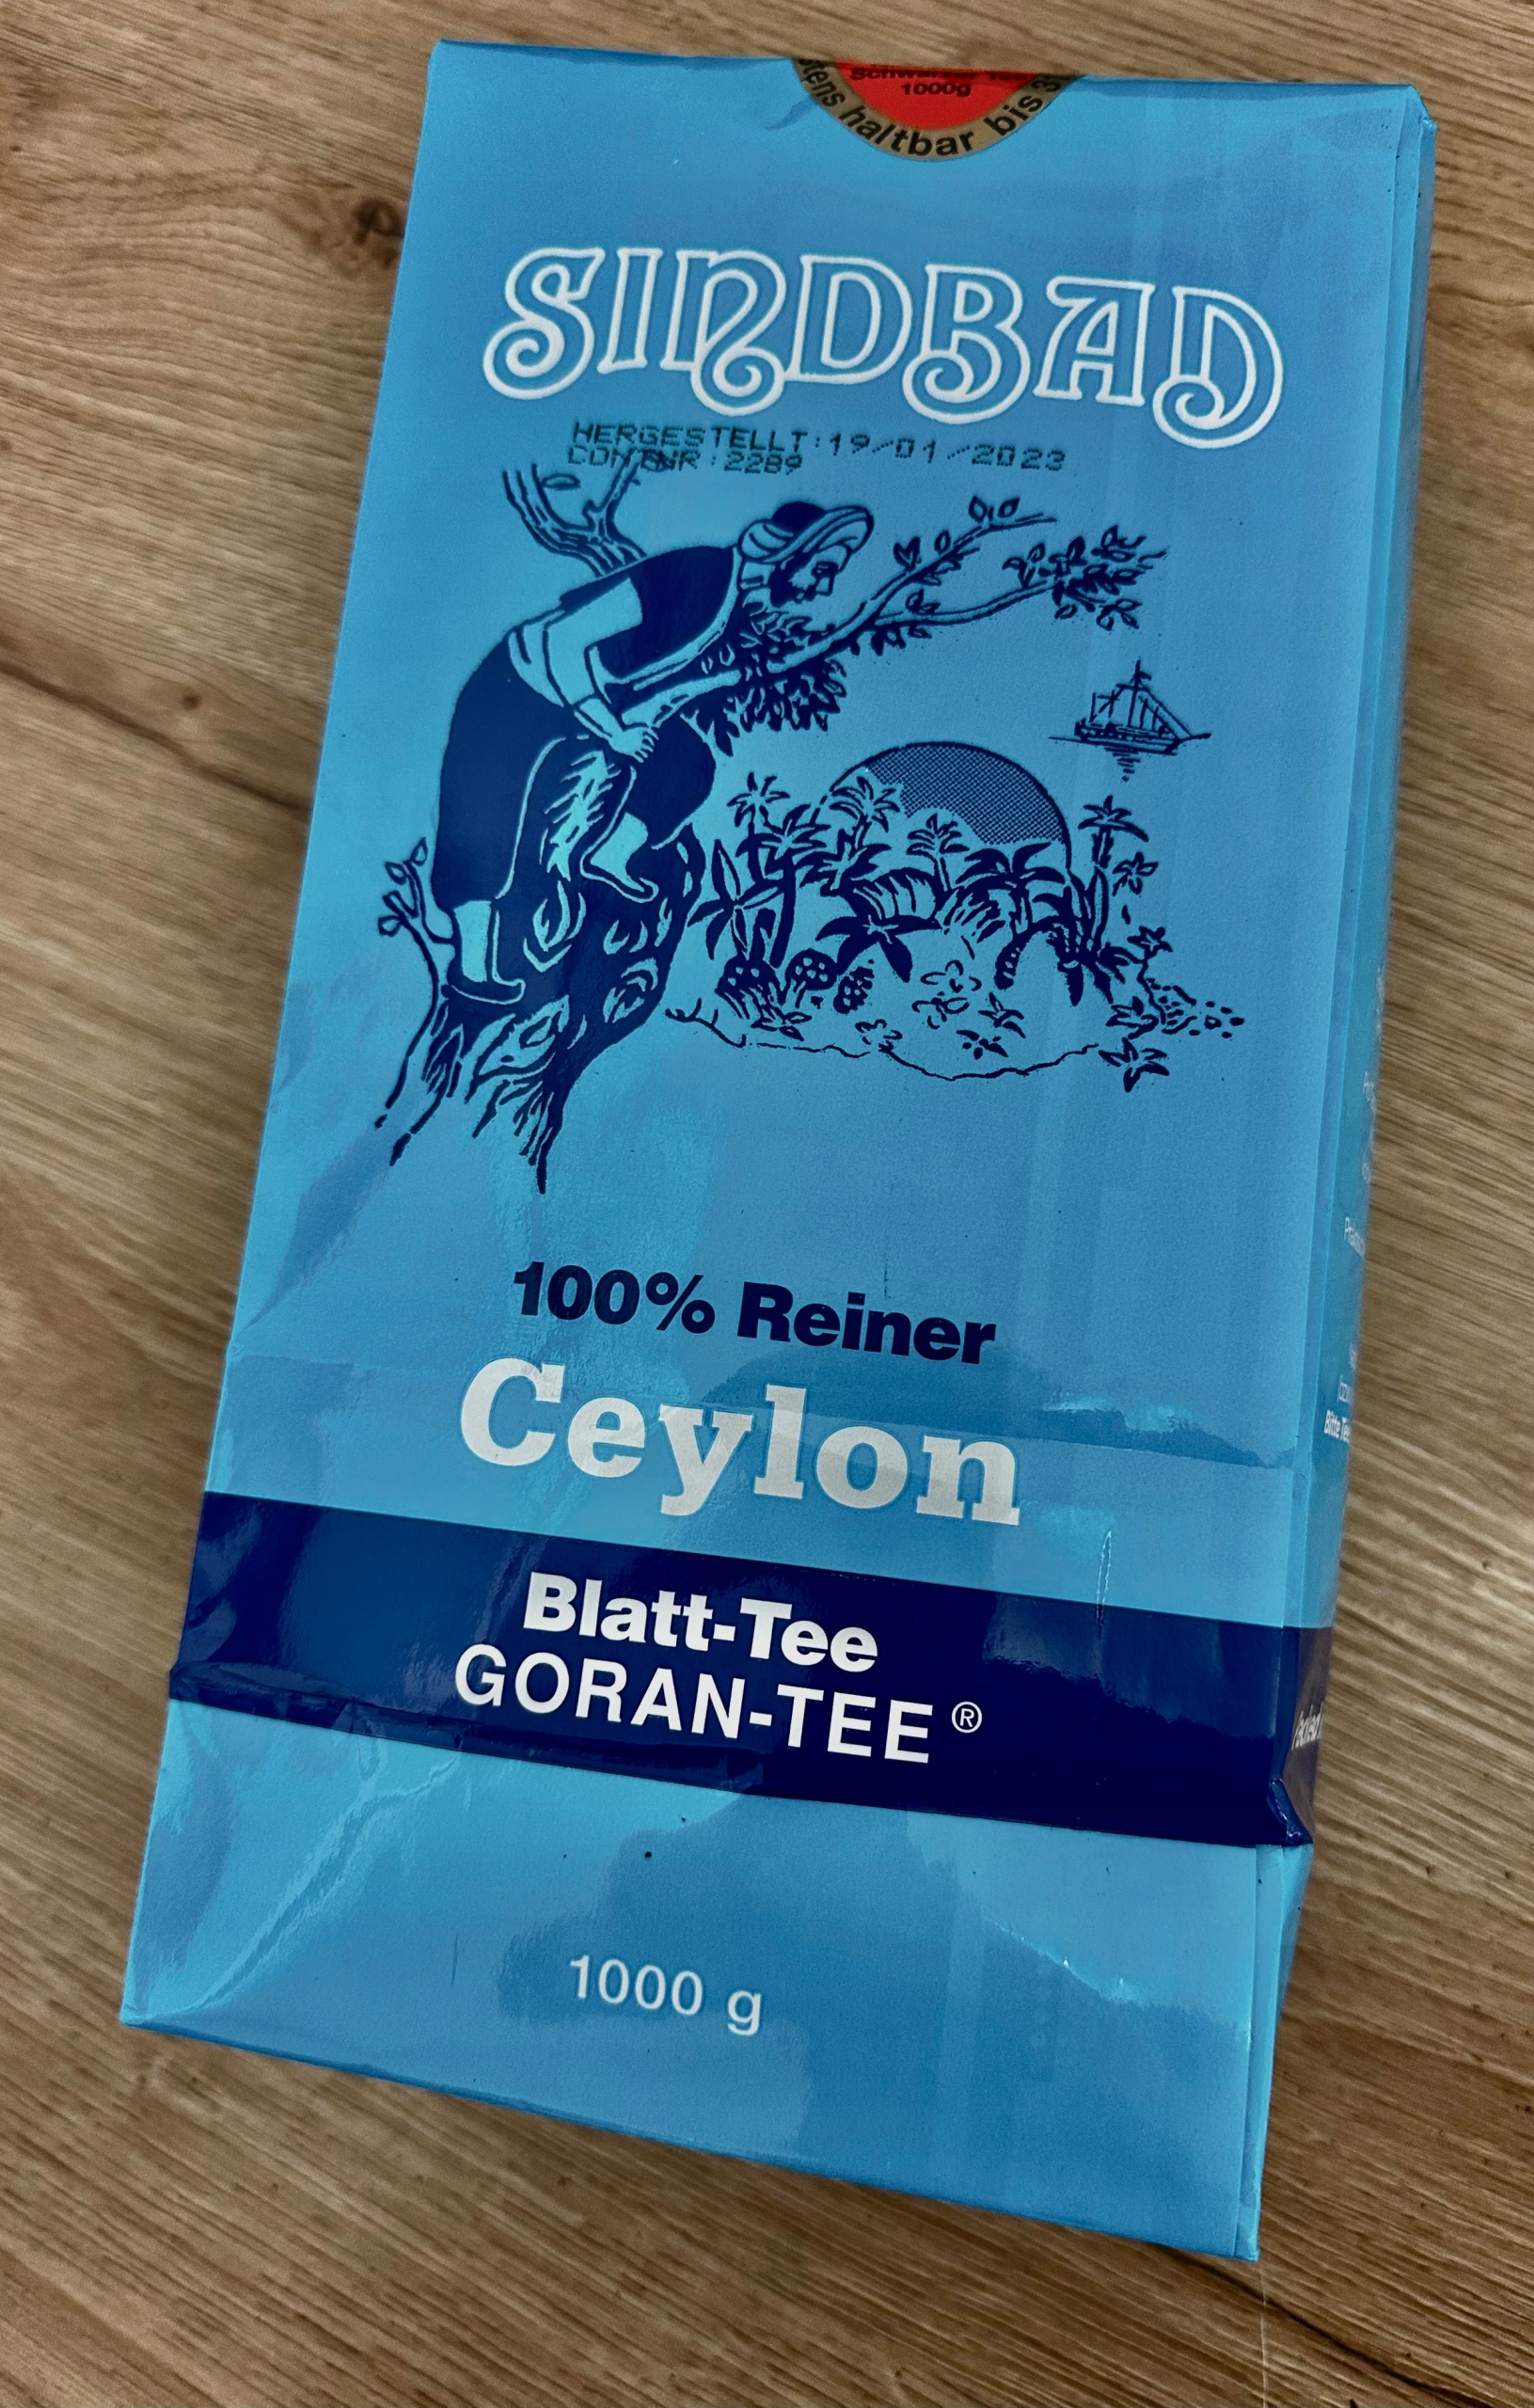 Schwarzer Tee
1000g
haltbar bis
SINDBAD
HERGESTELLT:19/01/2023
CONT.NR:2289
100% Reiner
Ceylon
Blatt-Tee
GORAN-TEE®
1000 g